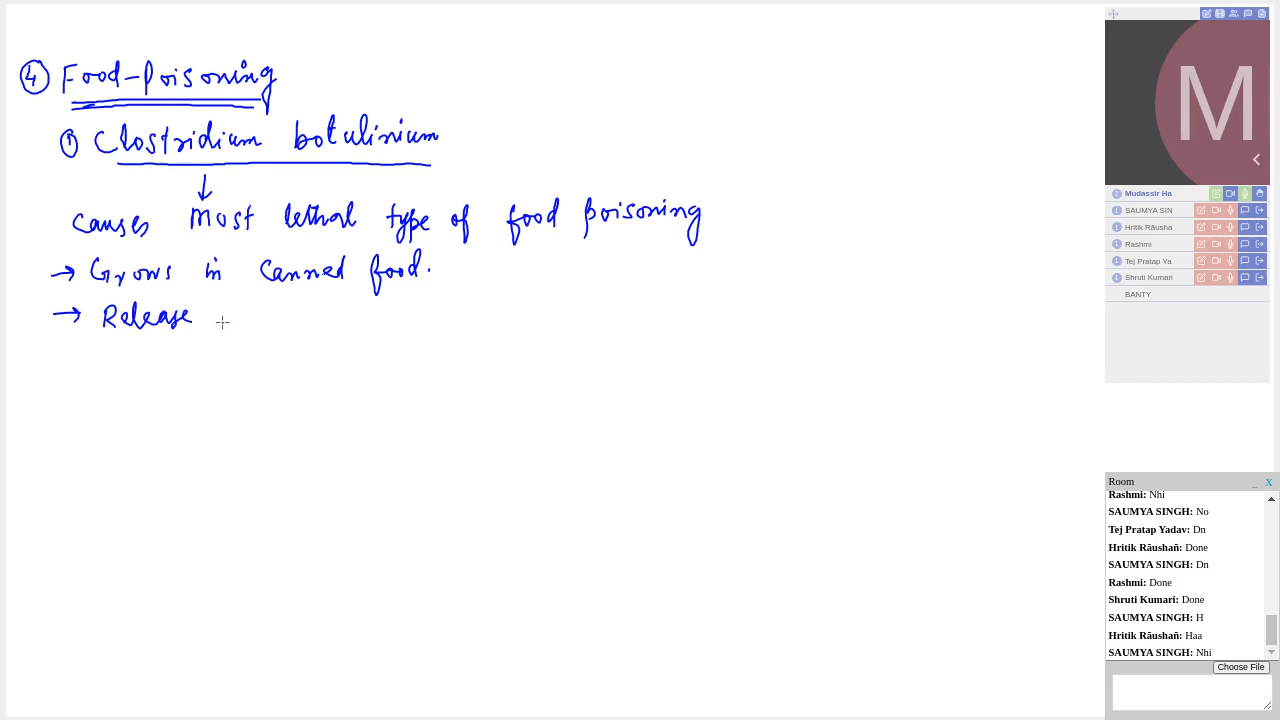 ④ Food-Poisoning
① Clostridium botulinium
↓
Causes Most lethal type of food poisoning
→ Grows in Canned food.
→ Release
M
Mudassir Ha
SAUMYA SIN
Hritik Räusha
Rashmi
Tej Pratap Ya
Shruti Kumari
BANTY
Room _ X
Rashmi: Nhi
SAUMYA SINGH: No
Tej Pratap Yadav: Dn
Hritik Räushañ: Done
SAUMYA SINGH: Dn
Rashmi: Done
Shruti Kumari: Done
SAUMYA SINGH: H
Hritik Räushañ: Haa
SAUMYA SINGH: Nhi
Choose File